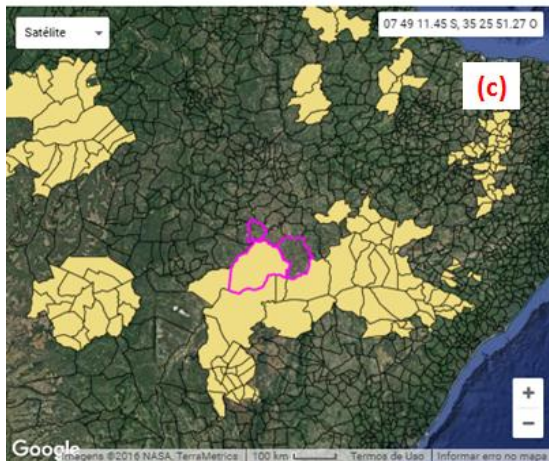 Satélite
07 49 11.45 S, 35 25 51.27 O
(c)
+
−
Google
Imagens ©2016 NASA, TerraMetrics
100 km
Termos de Uso
Informar erro no mapa